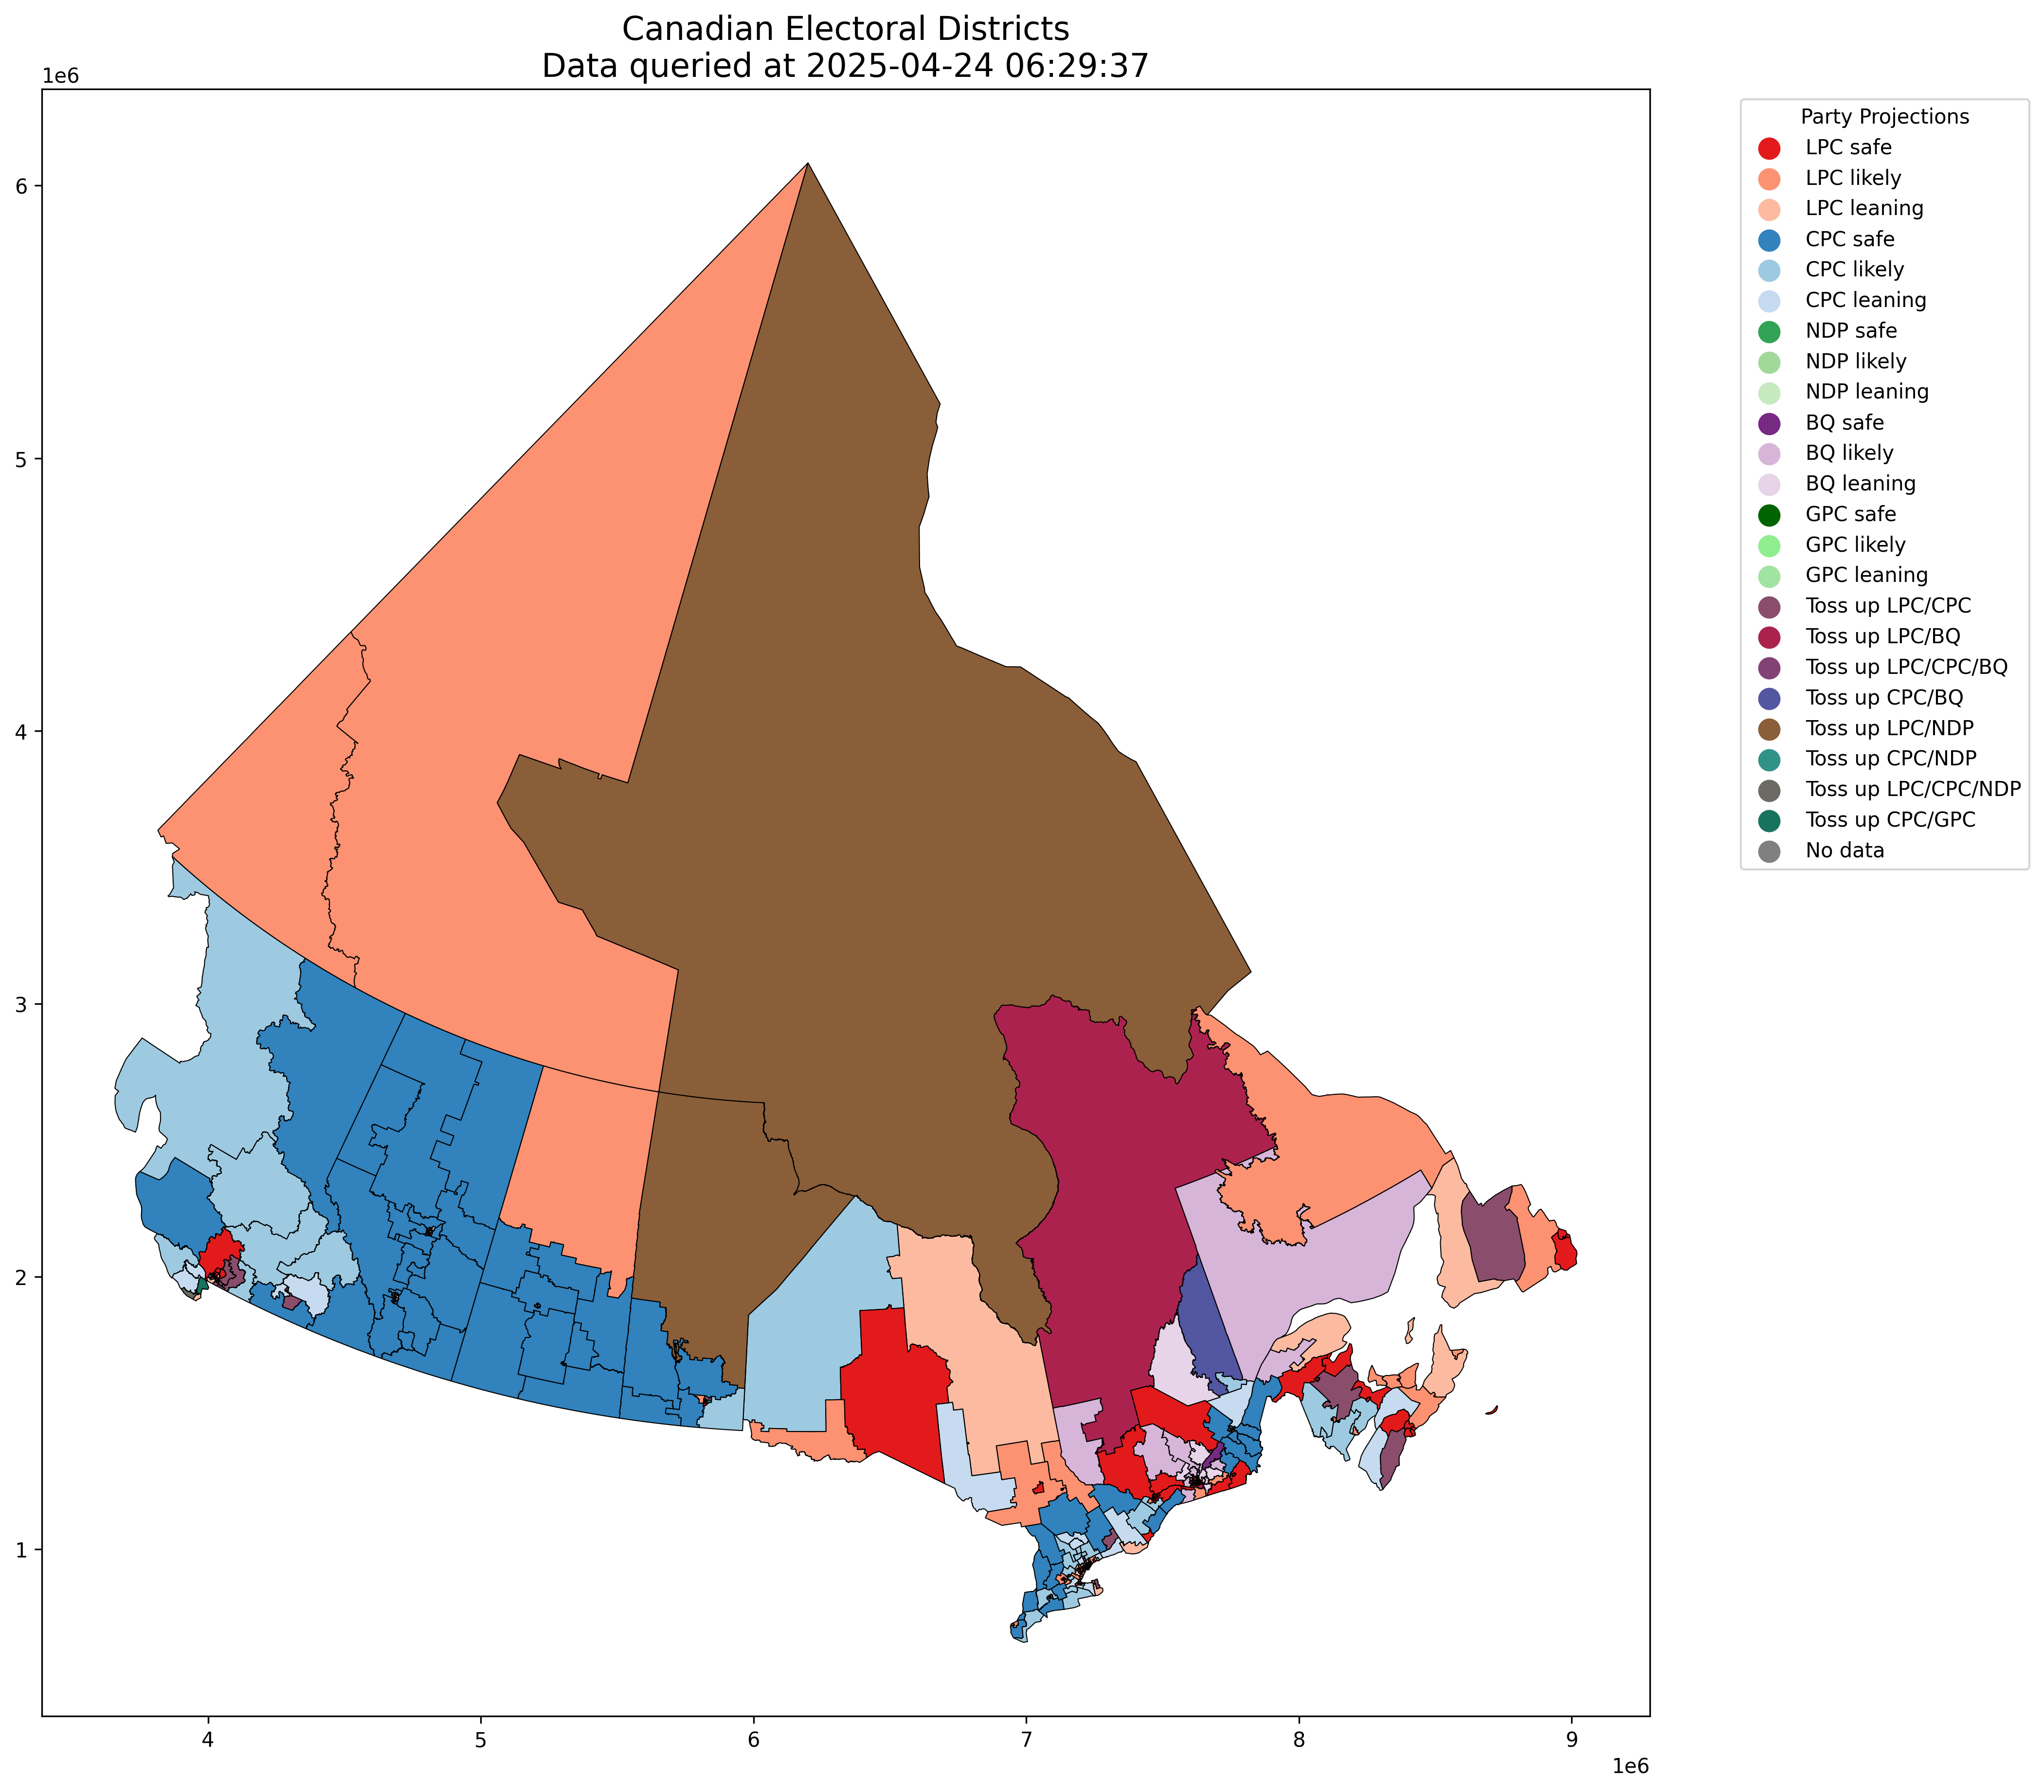 Canadian Electoral Districts
Data queried at 2025-04-24 06:29:37
1e6
6
5
4
3
2
1
4
5
6
7
8
9
1e6
Party Projections
LPC safe
LPC likely
LPC leaning
CPC safe
CPC likely
CPC leaning
NDP safe
NDP likely
NDP leaning
BQ safe
BQ likely
BQ leaning
GPC safe
GPC likely
GPC leaning
Toss up LPC/CPC
Toss up LPC/BQ
Toss up LPC/CPC/BQ
Toss up CPC/BQ
Toss up LPC/NDP
Toss up CPC/NDP
Toss up LPC/CPC/NDP
Toss up CPC/GPC
No data